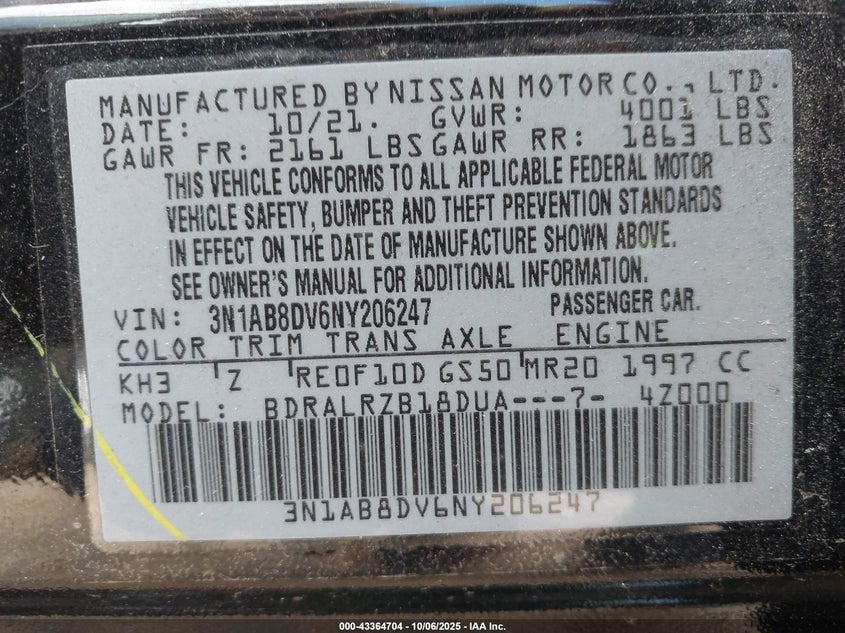 MANUFACTURED BY NISSAN MOTOR CO., LTD.
DATE: 10/21. GVWR: 4001 LBS
GAWR FR: 2161 LBS GAWR RR: 1863 LBS
THIS VEHICLE CONFORMS TO ALL APPLICABLE FEDERAL MOTOR
VEHICLE SAFETY, BUMPER AND THEFT PREVENTION STANDARDS
IN EFFECT ON THE DATE OF MANUFACTURE SHOWN ABOVE.
SEE OWNER'S MANUAL FOR ADDITIONAL INFORMATION.
VIN: 3N1AB8DV6NY206247 PASSENGER CAR.
COLOR TRIM TRANS AXLE ENGINE
KH3 Z RE0F10D GS50 MR20 1997 CC
MODEL: BDRALRZB18DUA---7- 4Z000
3N1AB8DV6NY206247
000-43364704 - 10/06/2025 - IAA Inc.